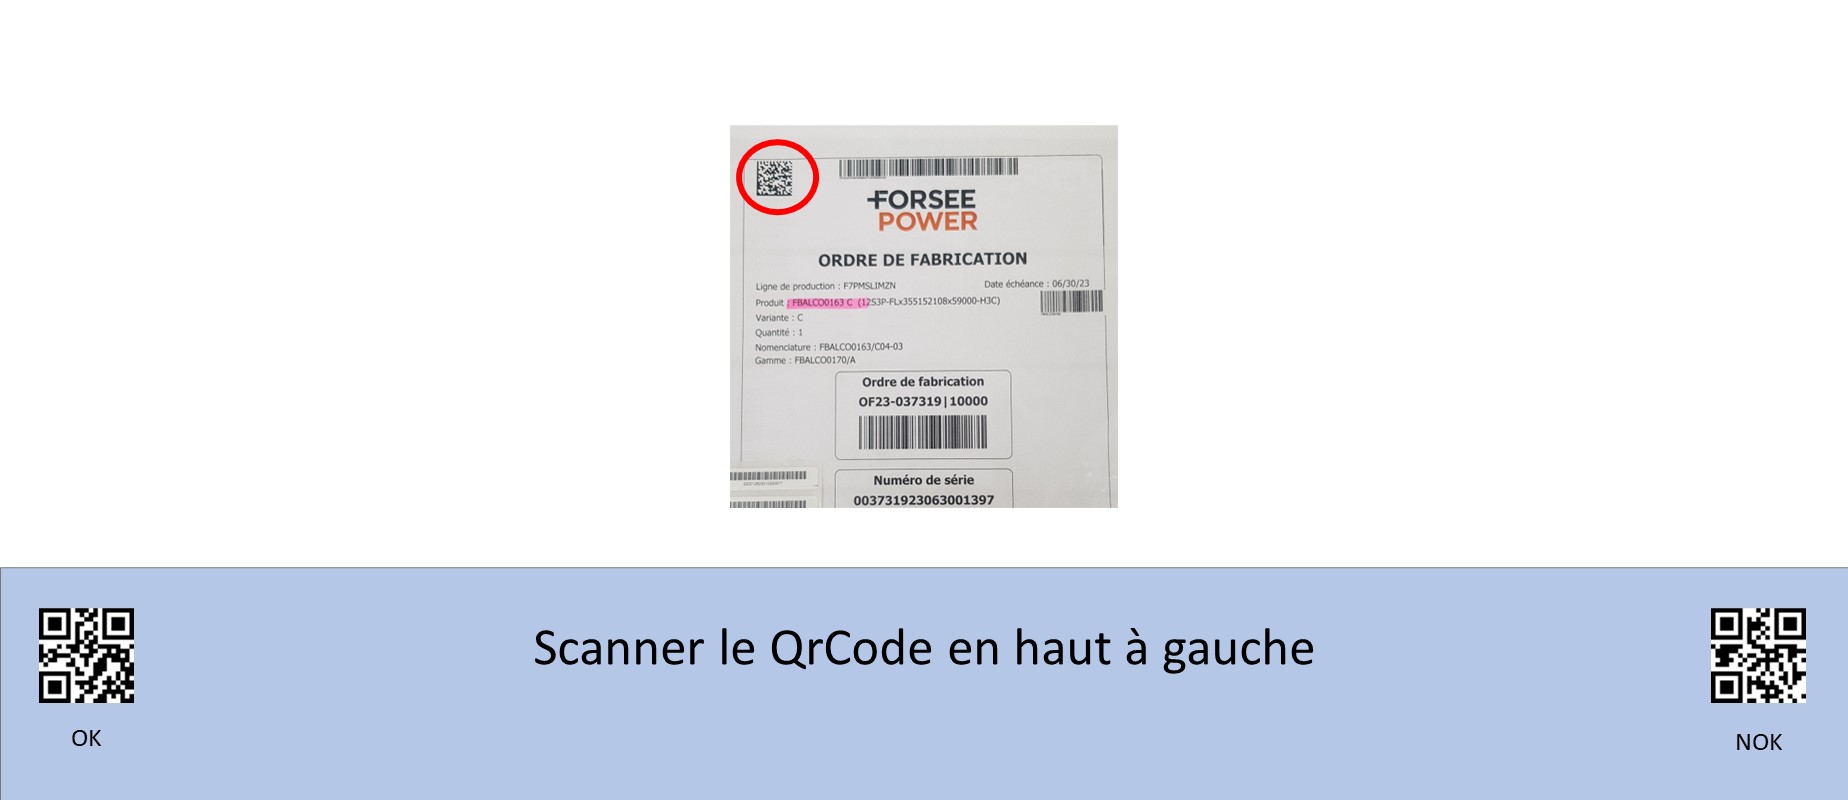 FORSEE
POWER
ORDRE DE FABRICATION
Ligne de production : F7PMSLIMZN
Date échéance : 06/30/23
Produit : FBALCO0163 C (12S3P-FLx355152108x59000-H3C)
Variante : C
Quantité : 1
Nomenclature : FBALCO0163/C04-03
Gamme : FBALCO0170/A
Ordre de fabrication
OF23-037319|10000
Numéro de série
003731923063001397
Scanner le QrCode en haut à gauche
OK
NOK